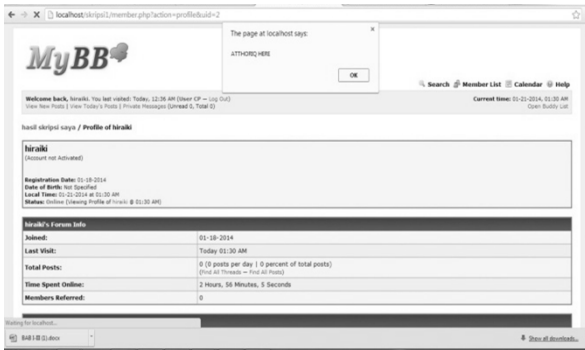 localhost/skripsi1/member.php?action=profile&uid=2
The page at localhost says:
ATTHORIQ HERE
OK
MyBB
Search Member List Calendar Help
Welcome back, hiraiki. You last visited: Today, 12:36 AM (User CP — Log Out)
Current time: 01-21-2014, 01:30 AM
View New Posts | View Today's Posts | Private Messages (Unread 0, Total 0)
Open Buddy List
hasil skripsi saya / Profile of hiraiki
hiraiki
(Account not Activated)
Registration Date: 01-18-2014
Date of Birth: Not Specified
Local Time: 01-21-2014 at 01:30 AM
Status: Online (Viewing Profile of hiraiki @ 01:30 AM)
hiraiki's Forum Info
Joined: 01-18-2014
Last Visit: Today 01:30 AM
Total Posts: 0 (0 posts per day | 0 percent of total posts)
(Find All Threads — Find All Posts)
Time Spent Online: 2 Hours, 56 Minutes, 5 Seconds
Members Referred: 0
Waiting for localhost...
Show all downloads...